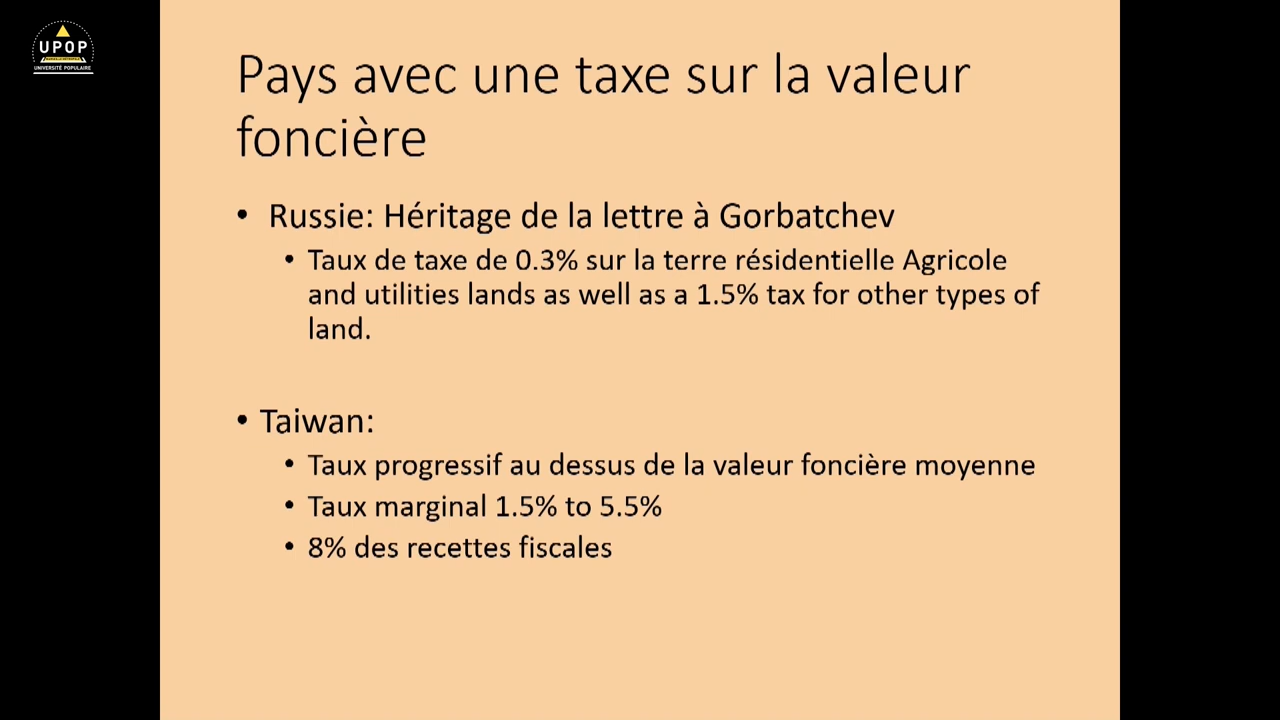 UPOP
UNIVERSITÉ POPULAIRE
Pays avec une taxe sur la valeur
foncière
• Russie: Héritage de la lettre à Gorbatchev
• Taux de taxe de 0.3% sur la terre résidentielle Agricole
and utilities lands as well as a 1.5% tax for other types of
land.
• Taiwan:
• Taux progressif au dessus de la valeur foncière moyenne
• Taux marginal 1.5% to 5.5%
• 8% des recettes fiscales